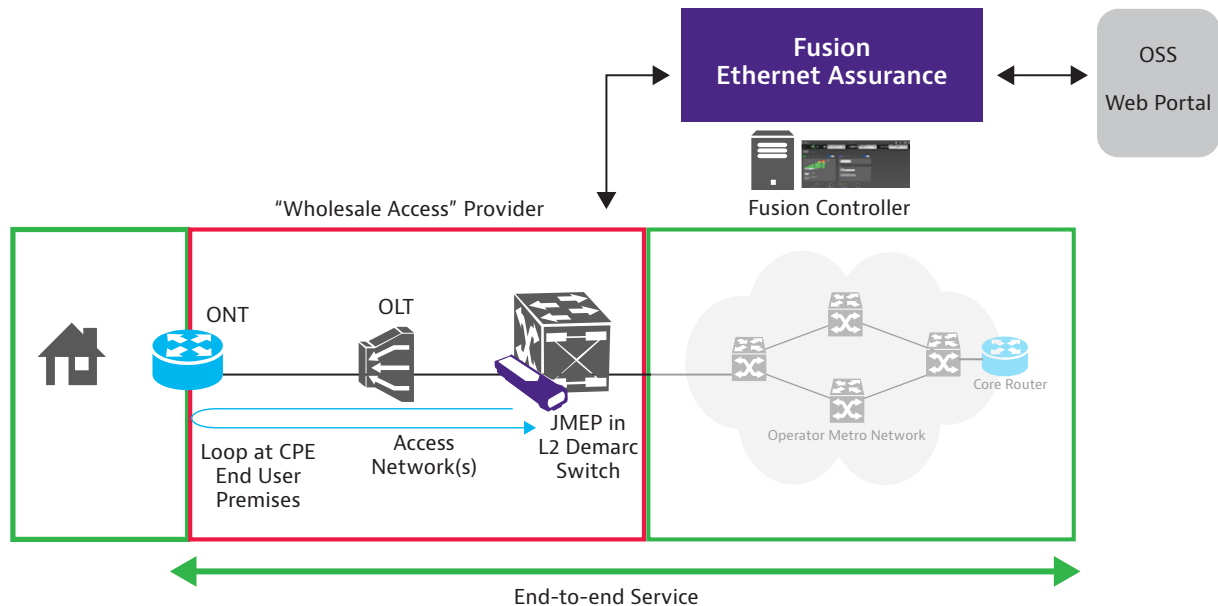 Fusion
Ethernet Assurance
OSS
Web Portal
Fusion Controller
“Wholesale Access” Provider
ONT
OLT
Loop at CPE
End User
Premises
Access
Network(s)
JMEP in
L2 Demarc
Switch
Core Router
Operator Metro Network
End-to-end Service